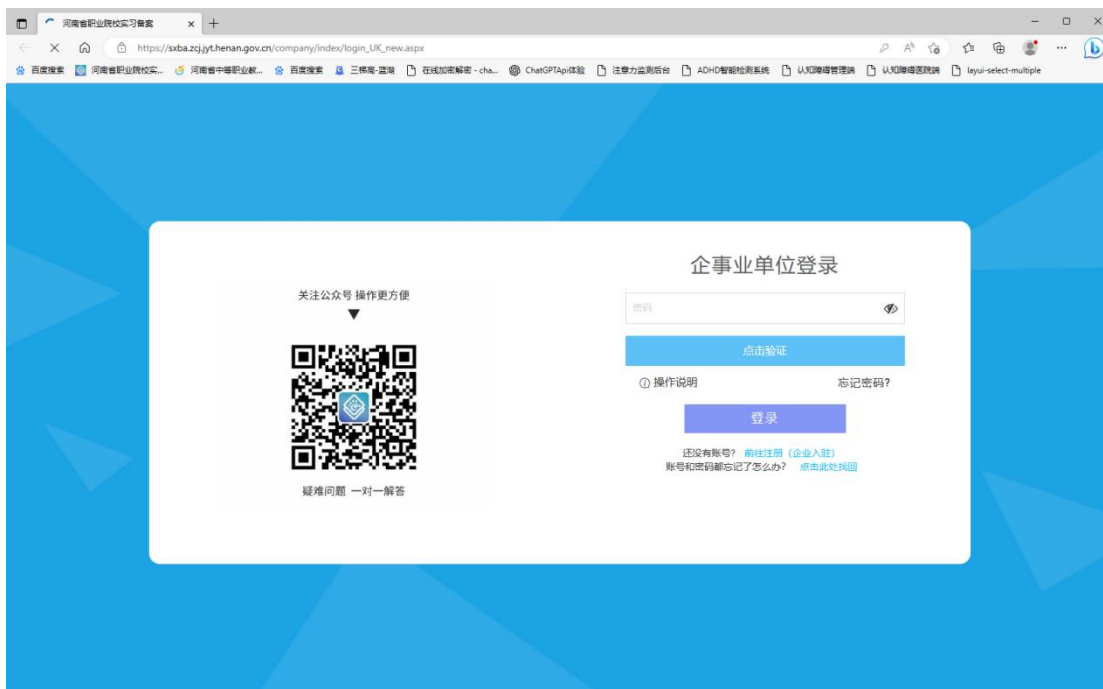 河南省职业院校实习备案
https://sxba.zcj.jyt.henan.gov.cn/company/index/login_UK_new.aspx
百度搜索 河南省职业院校实... 河南省中等职业教... 百度搜索 三梯高-蓝湖 在线加密解密 - cha... ChatGPTApi体验 注意力监测后台 ADHD智能检测系统 认知障碍管理端 认知障碍医院端 layui-select-multiple
企事业单位登录
关注公众号 操作更方便
密码
点击验证
操作说明 忘记密码?
登录
还没有账号? 前往注册(企业入驻)
账号和密码都忘记了怎么办? 点击此处找回
疑难问题 一对一解答